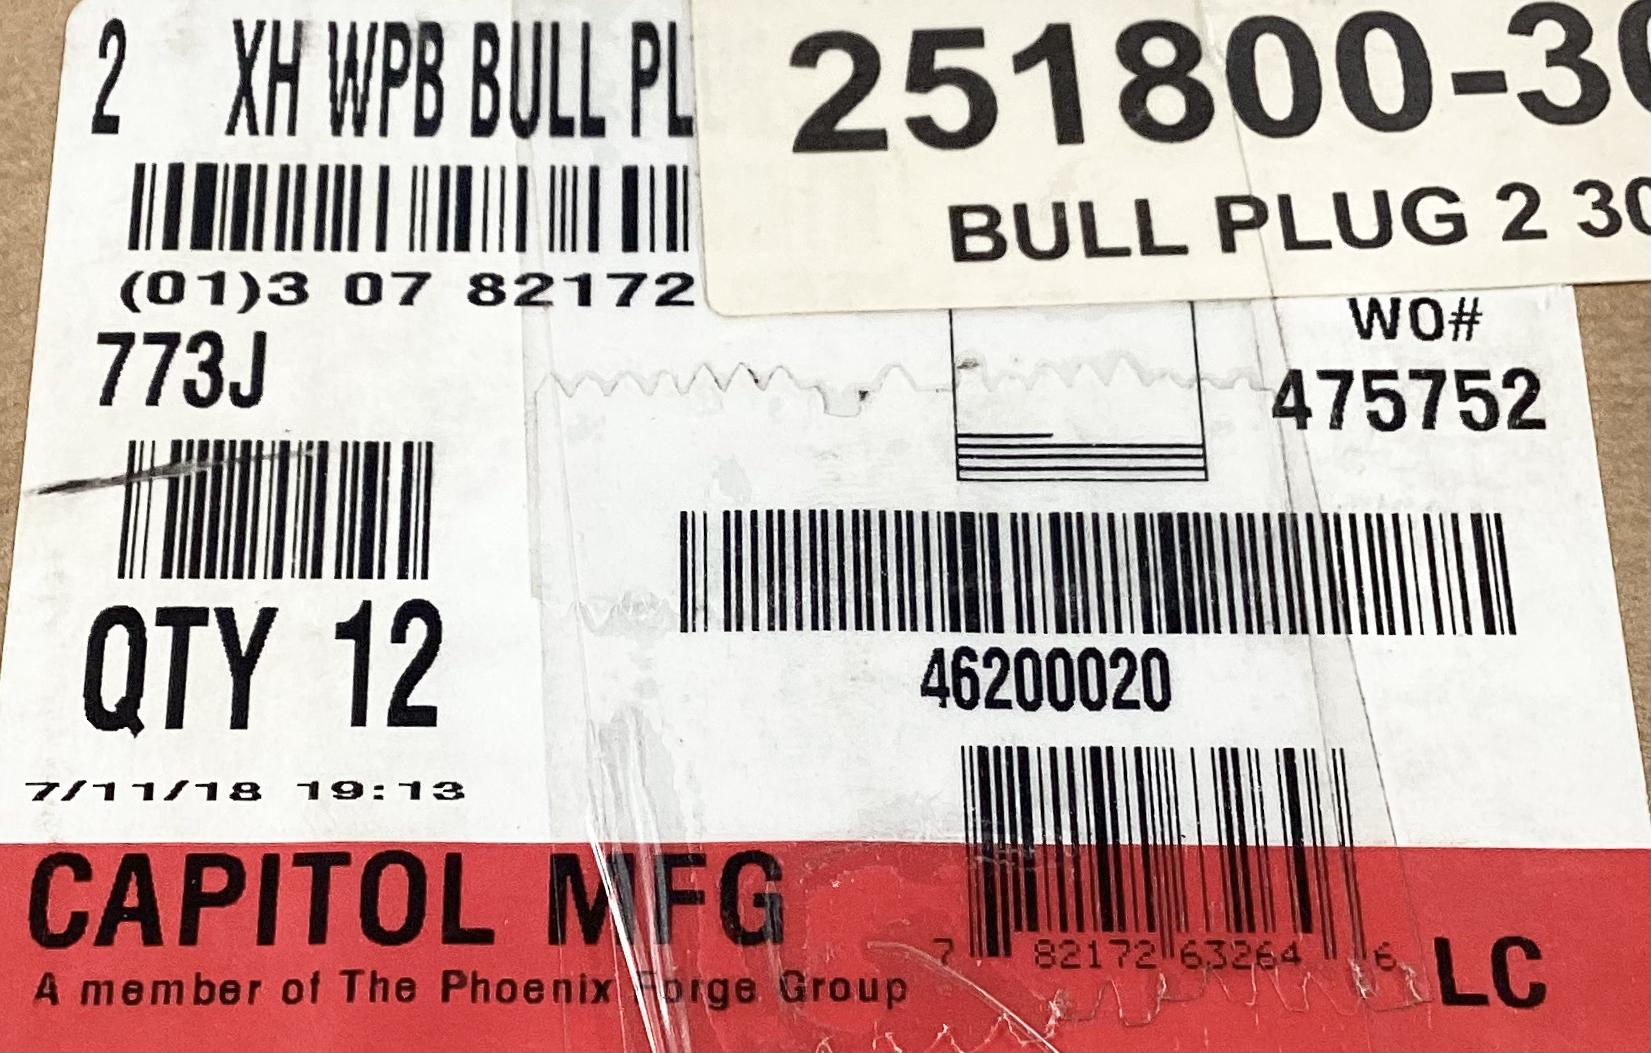 2 XH WPB BULL PL
251800-30
BULL PLUG 2 30
(01)3 07 82172
773J
WO#
475752
QTY 12
46200020
7/11/18 19:13
CAPITOL MFG
A member of The Phoenix Forge Group
7 82172 63264 6
LC